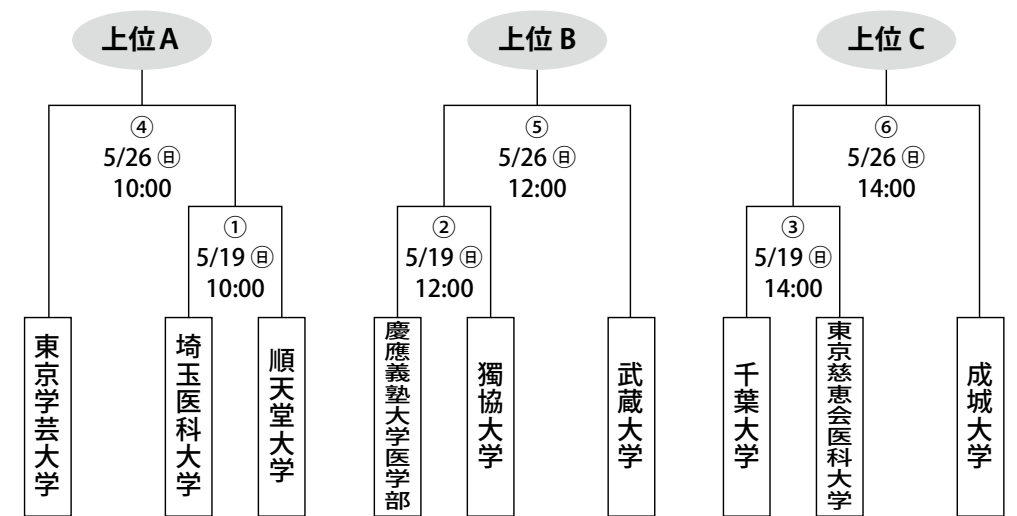 上位 A
上位 B
上位 C
④
5/26 ㊐
10:00
⑤
5/26 ㊐
12:00
⑥
5/26 ㊐
14:00
①
5/19 ㊐
10:00
②
5/19 ㊐
12:00
③
5/19 ㊐
14:00
東京学芸大学
埼玉医科大学
順天堂大学
慶應義塾大学医学部
獨協大学
武蔵大学
千葉大学
東京慈恵会医科大学
成城大学